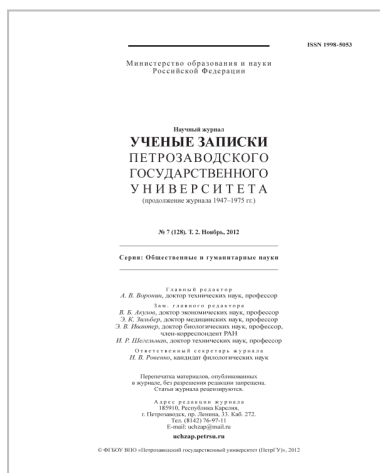 ISSN 1998-5053
Министерство образования и науки
Российской Федерации
Научный журнал
УЧЕНЫЕ ЗАПИСКИ
ПЕТРОЗАВОДСКОГО
ГОСУДАРСТВЕННОГО
УНИВЕРСИТЕТА
(продолжение журнала 1947–1975 гг.)
№ 7 (128). Т. 2. Ноябрь, 2012
Серия: Общественные и гуманитарные науки
Главный редактор
А. В. Воронин, доктор технических наук, профессор
Зам. главного редактора
В. Б. Акулов, доктор экономических наук, профессор
Э. К. Зильбер, доктор медицинских наук, профессор
Э. В. Ивантер, доктор биологических наук, профессор,
член-корреспондент РАН
И. Р. Шегельман, доктор технических наук, профессор
Ответственный секретарь журнала
Н. В. Ровенко, кандидат филологических наук
Перепечатка материалов, опубликованных
в журнале, без разрешения редакции запрещена.
Статьи журнала рецензируются.
Адрес редакции журнала
185910, Республика Карелия,
г. Петрозаводск, пр. Ленина, 33. Каб. 272.
Тел. (8142) 76-97-11
E-mail: uchzap@mail.ru
uchzap.petrsu.ru
© ФГБОУ ВПО «Петрозаводский государственный университет (ПетрГУ)», 2012